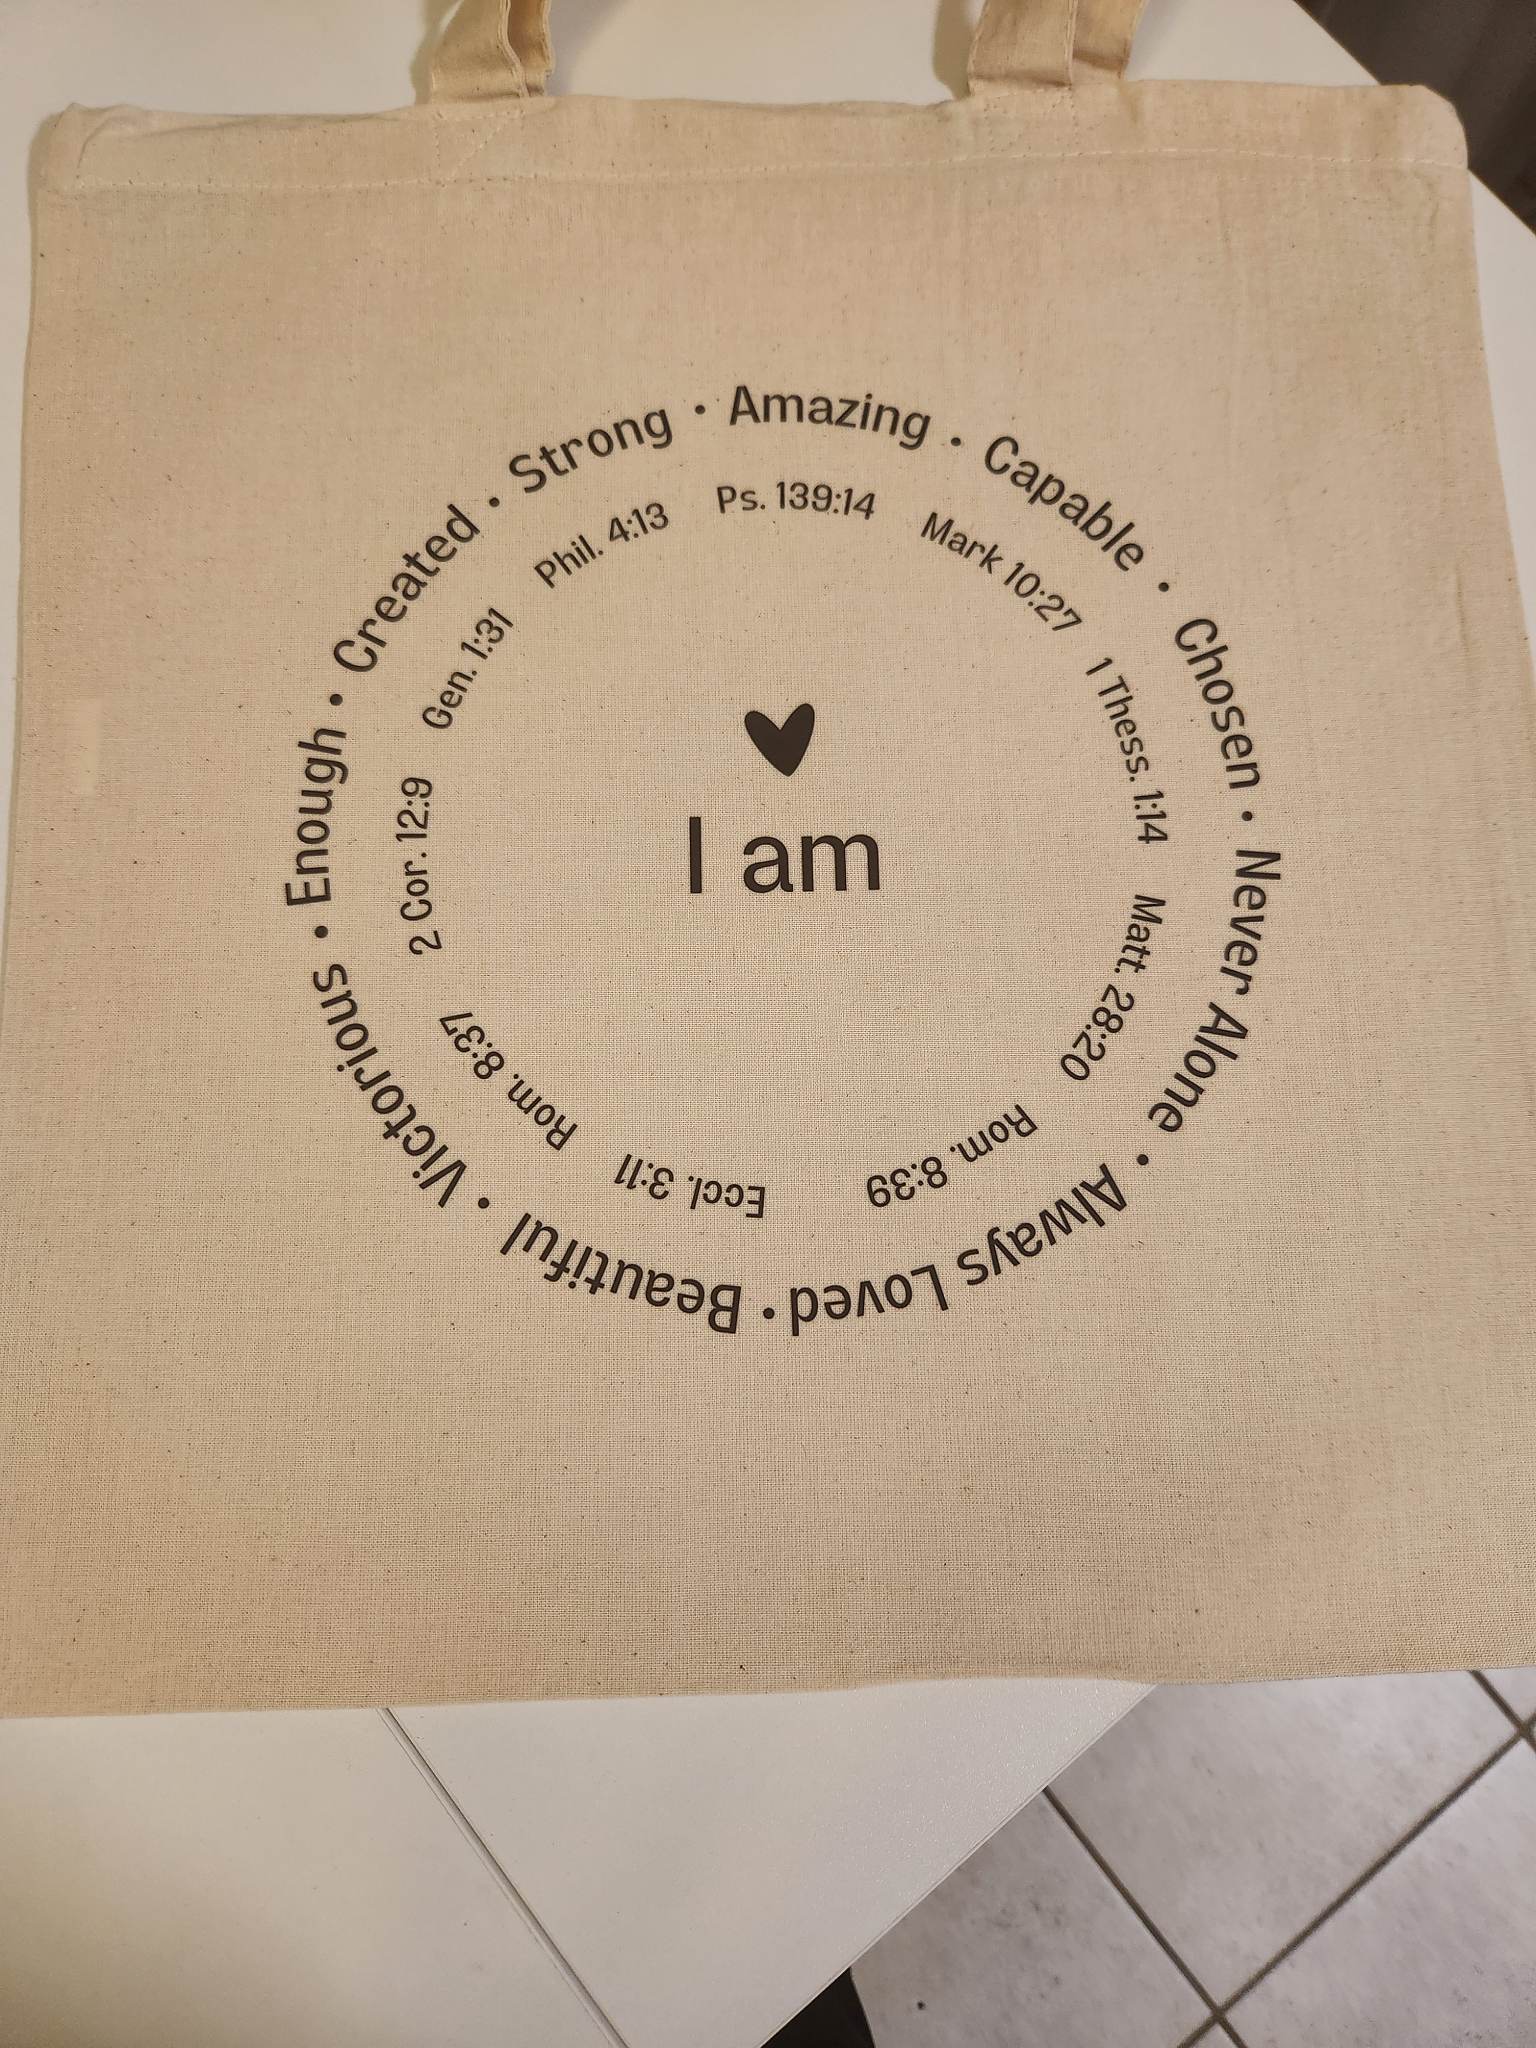 Amazing · Capable · Chosen · Never Alone · Always Loved · Beautiful · Victorious · Enough · Created · Strong ·
Ps. 139:14 Mark 10:27 1 Thess. 1:14 Matt. 28:20 Rom. 8:39 Eccl. 3:11 Rom. 8:37 2 Cor. 12:9 Gen. 1:31 Phil. 4:13
I am